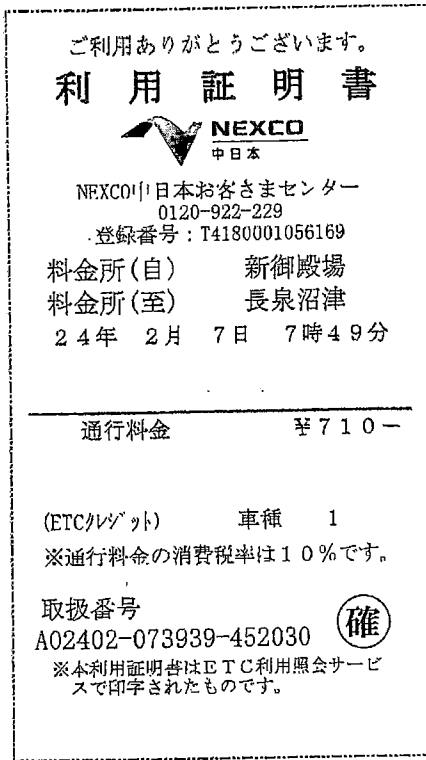 ご利用ありがとうございます。
利用証明書
NEXCO
中日本
NEXCO中日本お客さまセンター
0120-922-229
登録番号：T4180001056169
料金所(自)　新御殿場
料金所(至)　長泉沼津
24年 2月 7日 7時49分
通行料金　¥710-
(ETCｸﾚｼﾞｯﾄ)　車種　1
※通行料金の消費税率は10%です。
取扱番号
A02402-073939-452030　確
※本利用証明書はETC利用照会サービ
スで印字されたものです。